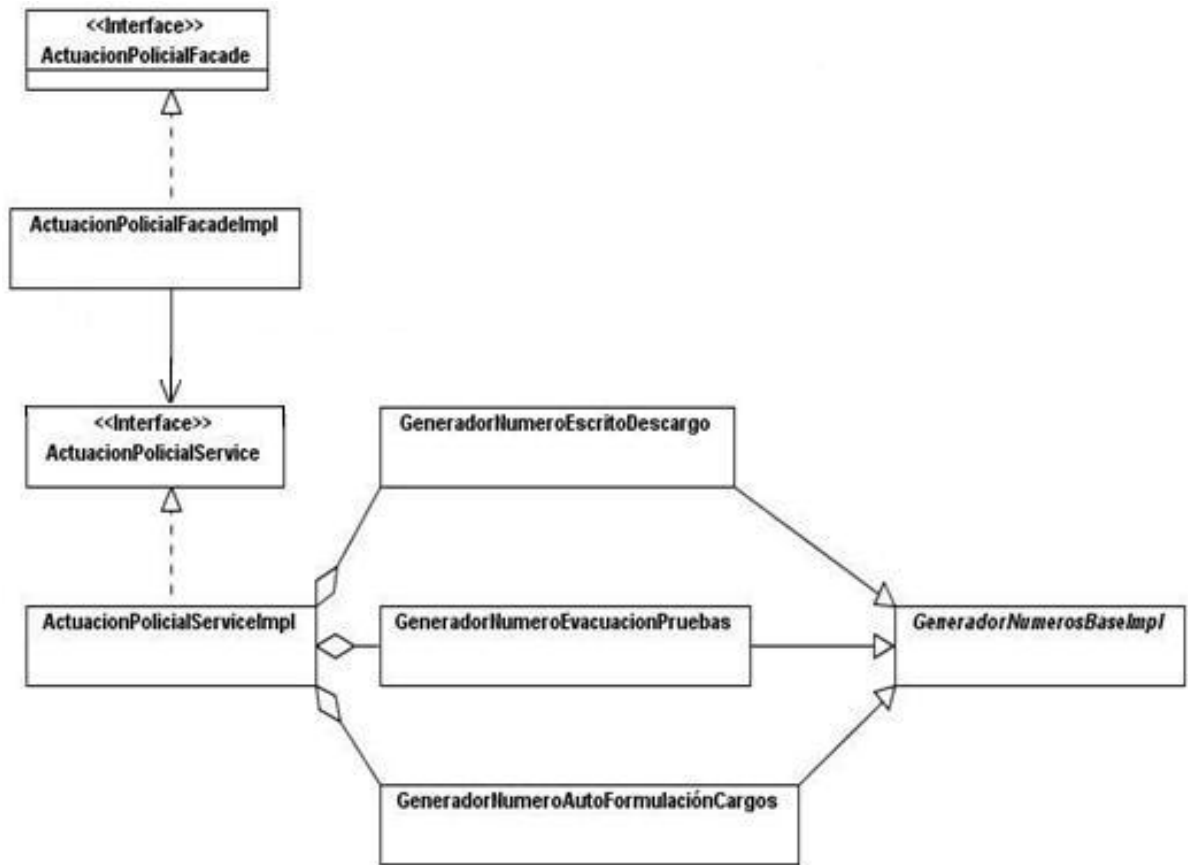 <<Interface>>
ActuacionPolicialFacade
ActuacionPolicialFacadeImpl
<<Interface>>
ActuacionPolicialService
GeneradorNumeroEscritoDescargo
ActuacionPolicialServiceImpl
GeneradorNumeroEvacuacionPruebas
GeneradorNumerosBaseImpl
GeneradorNumeroAutoFormulaciónCargos